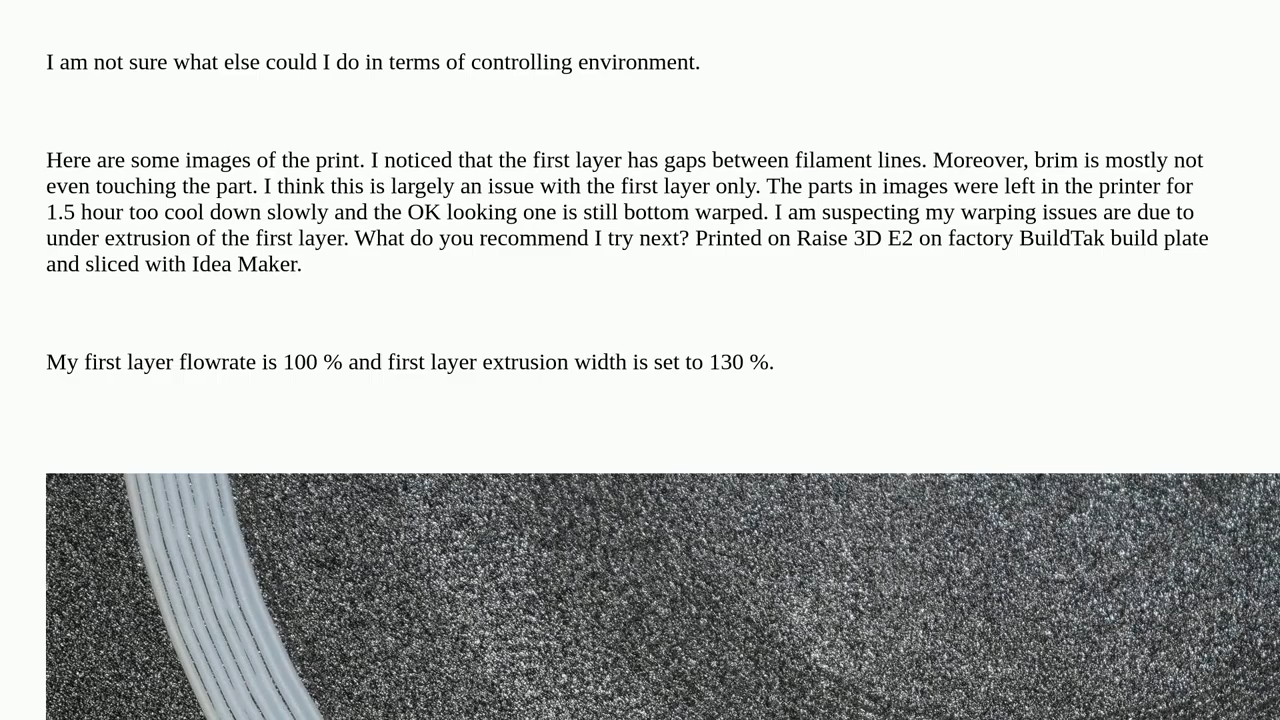 I am not sure what else could I do in terms of controlling environment.
Here are some images of the print. I noticed that the first layer has gaps between filament lines. Moreover, brim is mostly not
even touching the part. I think this is largely an issue with the first layer only. The parts in images were left in the printer for
1.5 hour too cool down slowly and the OK looking one is still bottom warped. I am suspecting my warping issues are due to
under extrusion of the first layer. What do you recommend I try next? Printed on Raise 3D E2 on factory BuildTak build plate
and sliced with Idea Maker.
My first layer flowrate is 100 % and first layer extrusion width is set to 130 %.